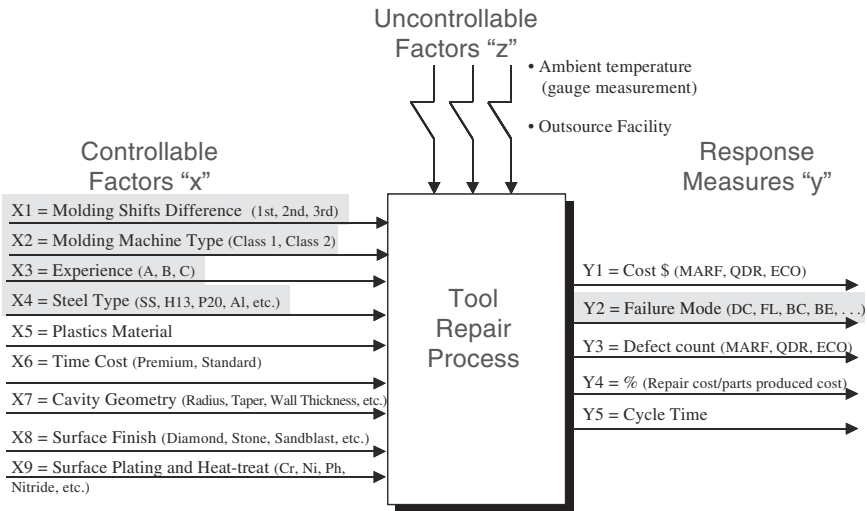 Uncontrollable
Factors “z”
• Ambient temperature
(gauge measurement)
• Outsource Facility
Controllable
Factors “x”
X1 = Molding Shifts Difference (1st, 2nd, 3rd)
X2 = Molding Machine Type (Class 1, Class 2)
X3 = Experience (A, B, C)
X4 = Steel Type (SS, H13, P20, Al, etc.)
X5 = Plastics Material
X6 = Time Cost (Premium, Standard)
X7 = Cavity Geometry (Radius, Taper, Wall Thickness, etc.)
X8 = Surface Finish (Diamond, Stone, Sandblast, etc.)
X9 = Surface Plating and Heat-treat (Cr, Ni, Ph,
Nitride, etc.)
Tool
Repair
Process
Response
Measures “y”
Y1 = Cost $ (MARF, QDR, ECO)
Y2 = Failure Mode (DC, FL, BC, BE, . . .)
Y3 = Defect count (MARF, QDR, ECO)
Y4 = % (Repair cost/parts produced cost)
Y5 = Cycle Time